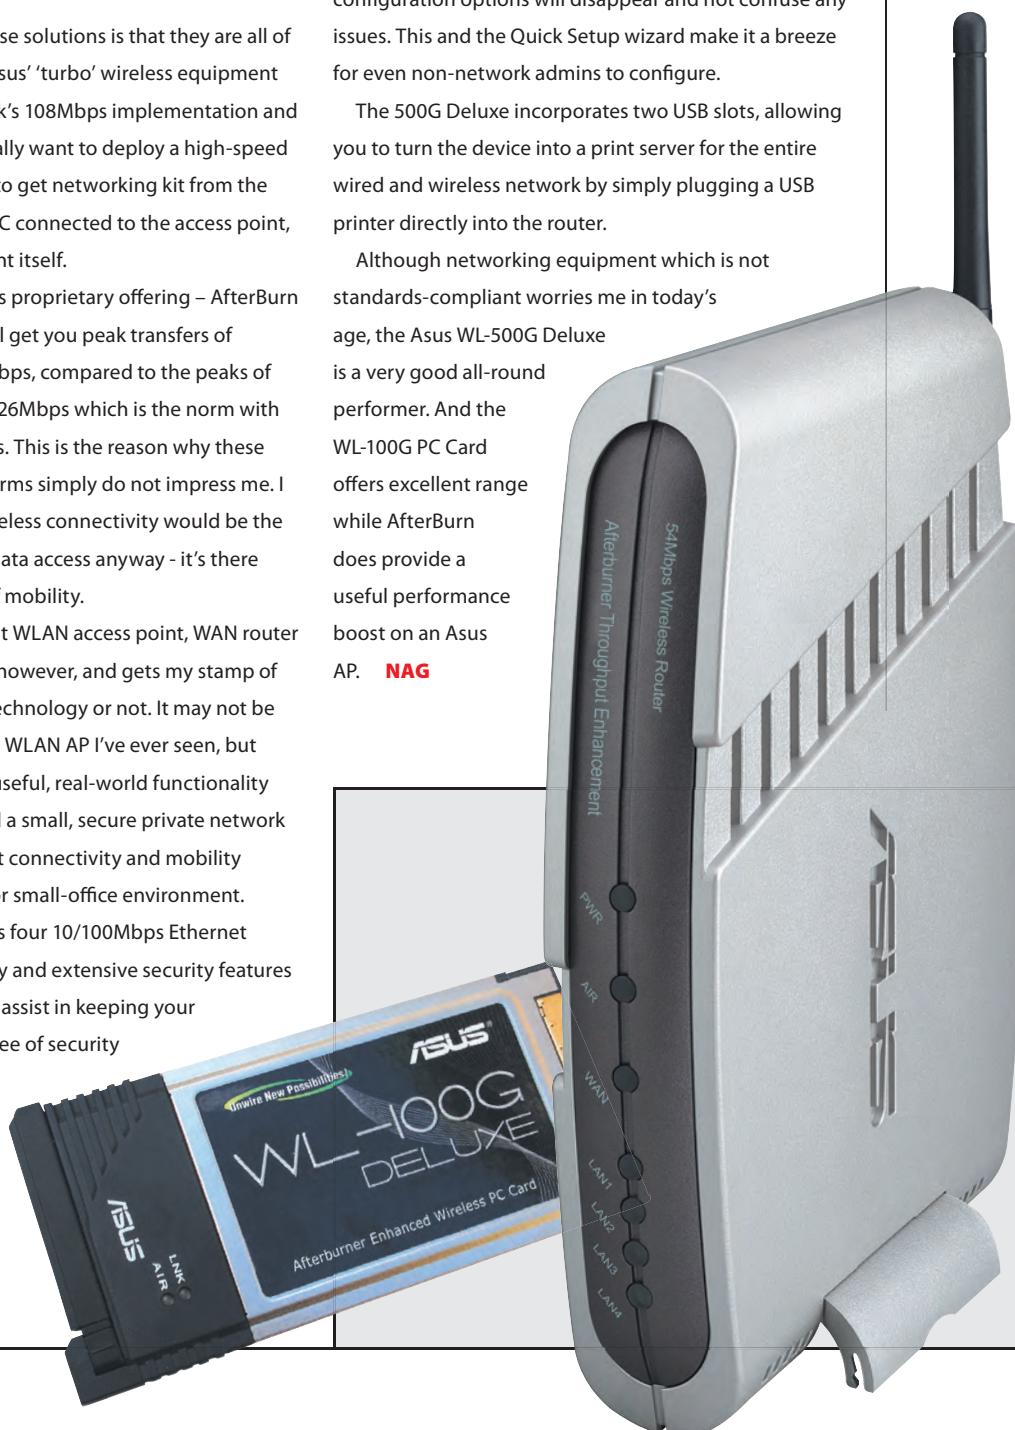 se solutions is that they are all of
sus’ ‘turbo’ wireless equipment
k’s 108Mbps implementation and
ally want to deploy a high-speed
to get networking kit from the
C connected to the access point,
nt itself.
s proprietary offering – AfterBurn
l get you peak transfers of
bps, compared to the peaks of
26Mbps which is the norm with
s. This is the reason why these
rms simply do not impress me. I
eless connectivity would be the
ata access anyway - it’s there
f mobility.
t WLAN access point, WAN router
however, and gets my stamp of
echnology or not. It may not be
WLAN AP I’ve ever seen, but
useful, real-world functionality
l a small, secure private network
t connectivity and mobility
or small-office environment.
s four 10/100Mbps Ethernet
y and extensive security features
assist in keeping your
ee of security
configuration options will disappear and not confuse any
issues. This and the Quick Setup wizard make it a breeze
for even non-network admins to configure.
The 500G Deluxe incorporates two USB slots, allowing
you to turn the device into a print server for the entire
wired and wireless network by simply plugging a USB
printer directly into the router.
Although networking equipment which is not
standards-compliant worries me in today’s
age, the Asus WL-500G Deluxe
is a very good all-round
performer. And the
WL-100G PC Card
offers excellent range
while AfterBurn
does provide a
useful performance
boost on an Asus
AP. NAG
54Mbps Wireless Router
Afterburner Throughput Enhancement
PWR
AIR
WAN
LAN1
LAN2
LAN3
LAN4
ASUS
ASUS
Unwire New Possibilities!
WL-100G
DELUXE
Afterburner Enhanced Wireless PC Card
ASUS
LNK
AIR